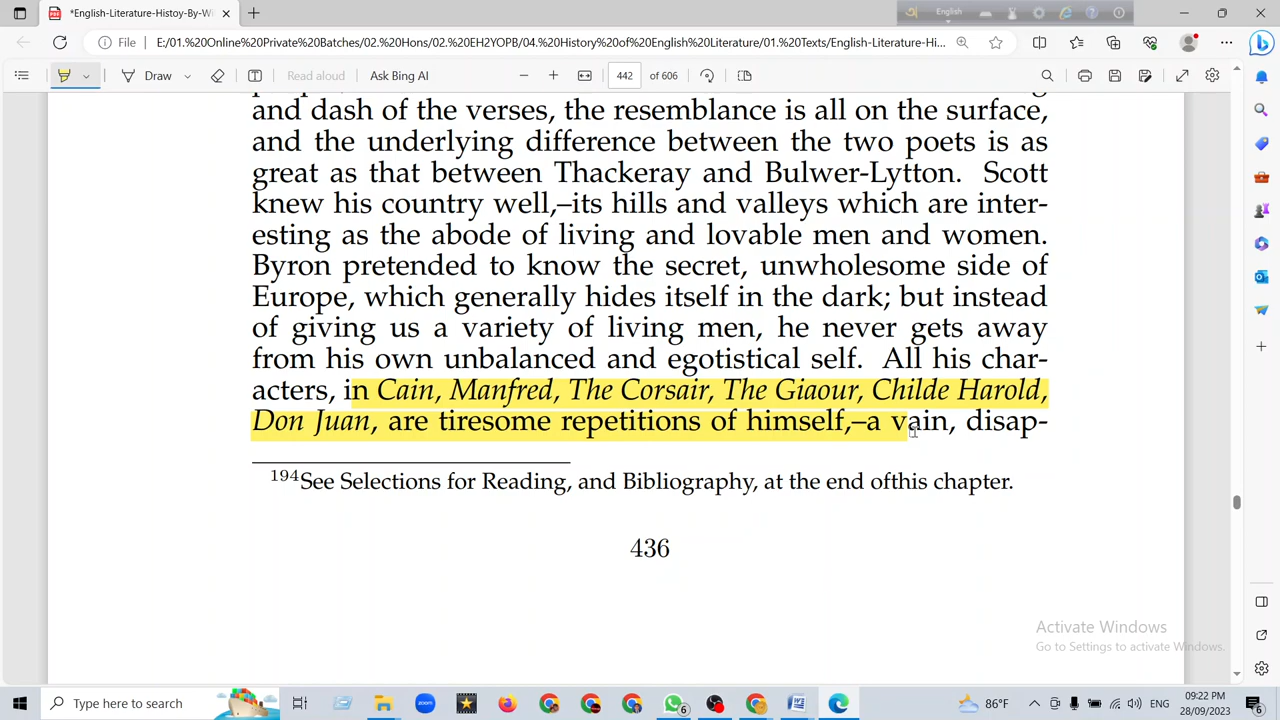 *English-Literature-Histoy-By-W
English
File
E:/01.%20Online%20Private%20Batches/02.%20Hons/02.%20EH2YOPB/04.%20History%20of%20English%20Literature/01.%20Texts/English-Literature-Hi...
Draw
Read aloud
Ask Bing AI
442 of 606
and dash of the verses, the resemblance is all on the surface,
and the underlying difference between the two poets is as
great as that between Thackeray and Bulwer-Lytton. Scott
knew his country well,–its hills and valleys which are inter-
esting as the abode of living and lovable men and women.
Byron pretended to know the secret, unwholesome side of
Europe, which generally hides itself in the dark; but instead
of giving us a variety of living men, he never gets away
from his own unbalanced and egotistical self. All his char-
acters, in Cain, Manfred, The Corsair, The Giaour, Childe Harold,
Don Juan, are tiresome repetitions of himself,–a vain, disap-
194See Selections for Reading, and Bibliography, at the end ofthis chapter.
436
Activate Windows
Go to Settings to activate Windows.
Type here to search
zoom
6
86°F
ENG
09:22 PM
28/09/2023
6